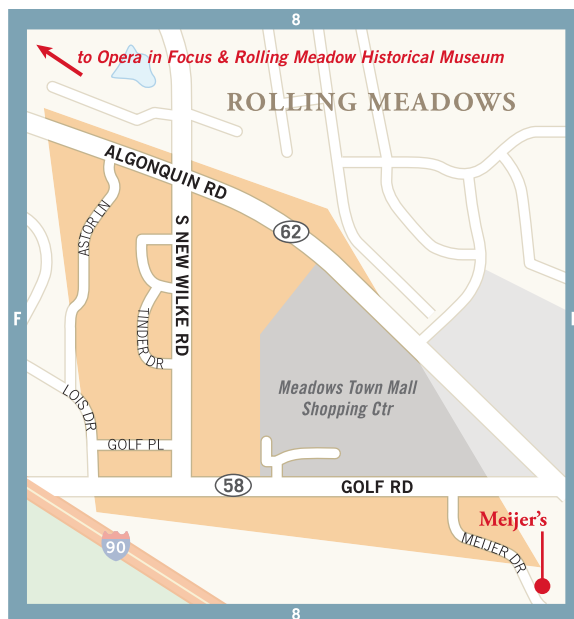 8
to Opera in Focus & Rolling Meadow Historical Museum
ROLLING MEADOWS
ALGONQUIN RD
ASTOR LN
S NEW WILKE RD
62
F
TINDER DR
Meadows Town Mall
Shopping Ctr
LOIS DR
GOLF PL
58
GOLF RD
Meijer's
MEIJER DR
90
8